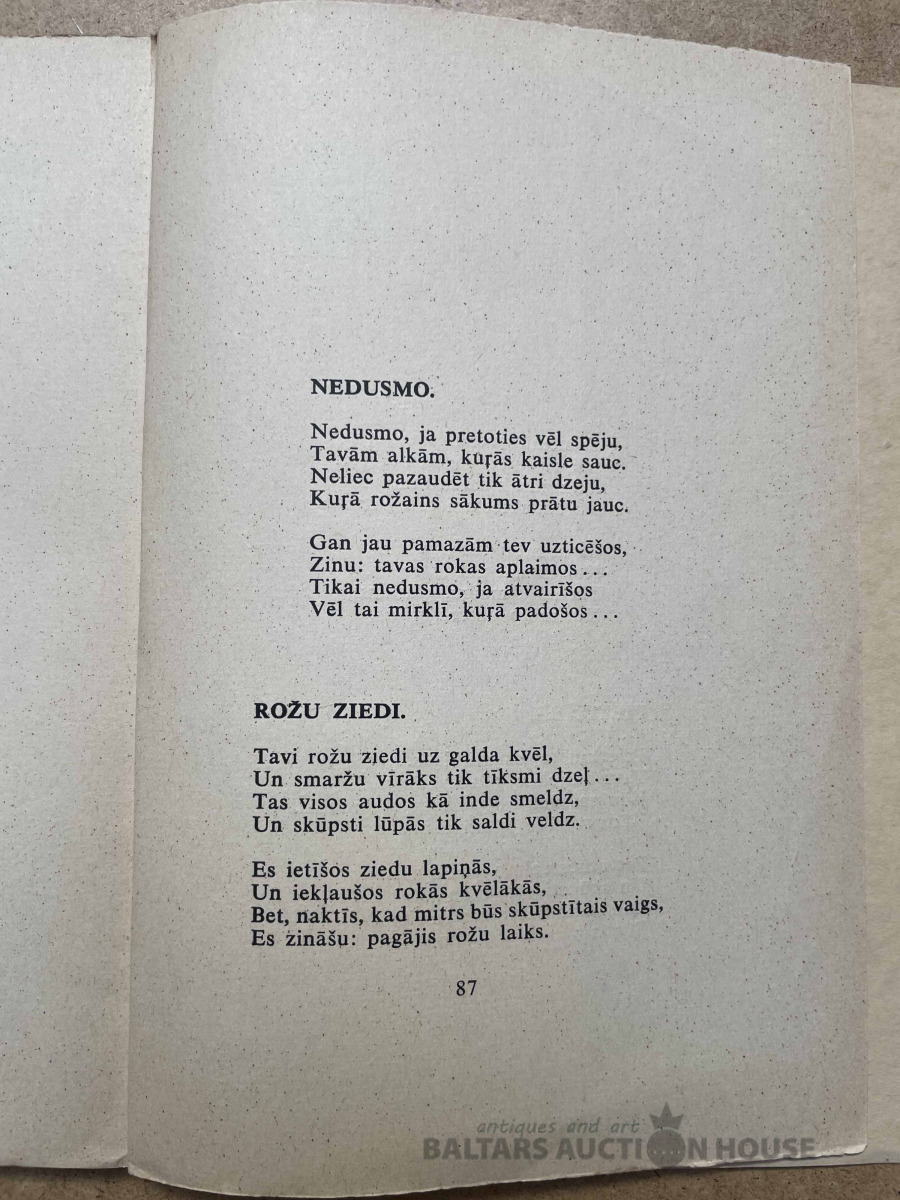 NEDUSMO.
Nedusmo, ja pretoties vēl spēju,
Tavām alkām, kuŗās kaisle sauc.
Neliec pazaudēt tik ātri dzeju,
Kuŗā rožains sākums prātu jauc.
Gan jau pamazām tev uzticēšos,
Zinu: tavas rokas aplaimos...
Tikai nedusmo, ja atvairīšos
Vēl tai mirklī, kuŗā padošos...
ROŽU ZIEDI.
Tavi rožu ziedi uz galda kvēl,
Un smaržu vīrāks tik tīksmi dzeļ...
Tas visos audos kā inde smeldz,
Un skūpsti lūpās tik saldi veldz.
Es ietīšos ziedu lapiņās,
Un iekļaušos rokās kvēlākās,
Bet, naktīs, kad mitrs būs skūpstītais vaigs,
Es zināšu: pagājis rožu laiks.
87
antiques and art
BALTARS AUCTION HOUSE